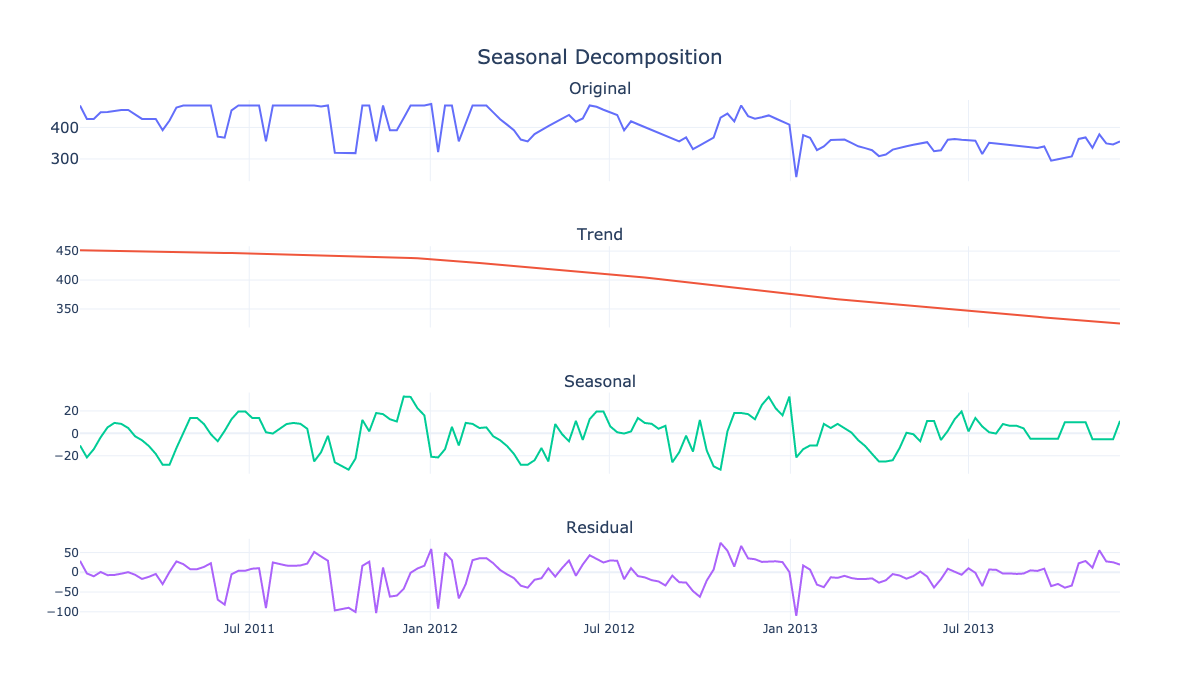 Seasonal Decomposition
Original
400
300
Trend
450
400
350
Seasonal
20
0
−20
Residual
50
0
−50
−100
Jul 2011 Jan 2012 Jul 2012 Jan 2013 Jul 2013